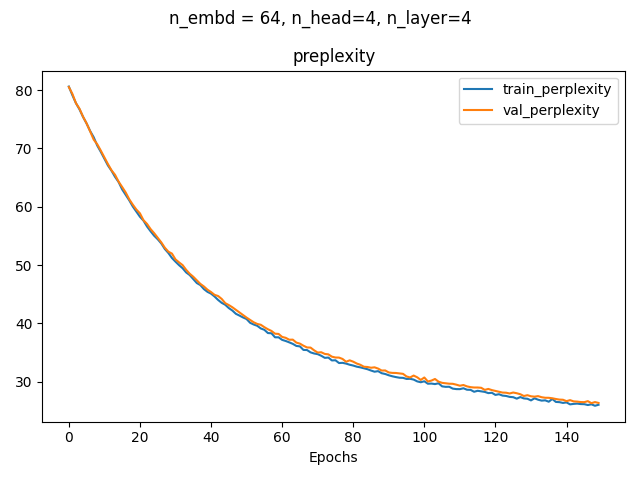 n_embd = 64, n_head=4, n_layer=4
preplexity
train_perplexity
val_perplexity
80
70
60
50
40
30
0 20 40 60 80 100 120 140
Epochs